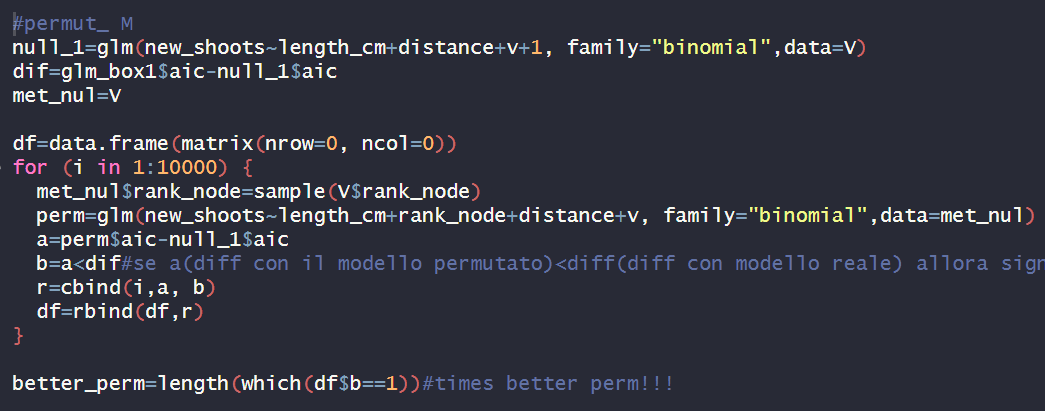 #permut_ M
null_1=glm(new_shoots~length_cm+distance+v+1, family="binomial",data=V)
dif=glm_box1$aic-null_1$aic
met_nul=V
df=data.frame(matrix(nrow=0, ncol=0))
for (i in 1:10000) {
  met_nul$rank_node=sample(V$rank_node)
  perm=glm(new_shoots~length_cm+rank_node+distance+v, family="binomial",data=met_nul)
  a=perm$aic-null_1$aic
  b=a<dif#se a(diff con il modello permutato)<diff(diff con modello reale) allora sign
  r=cbind(i,a, b)
  df=rbind(df,r)
}
better_perm=length(which(df$b==1))#times better perm!!!